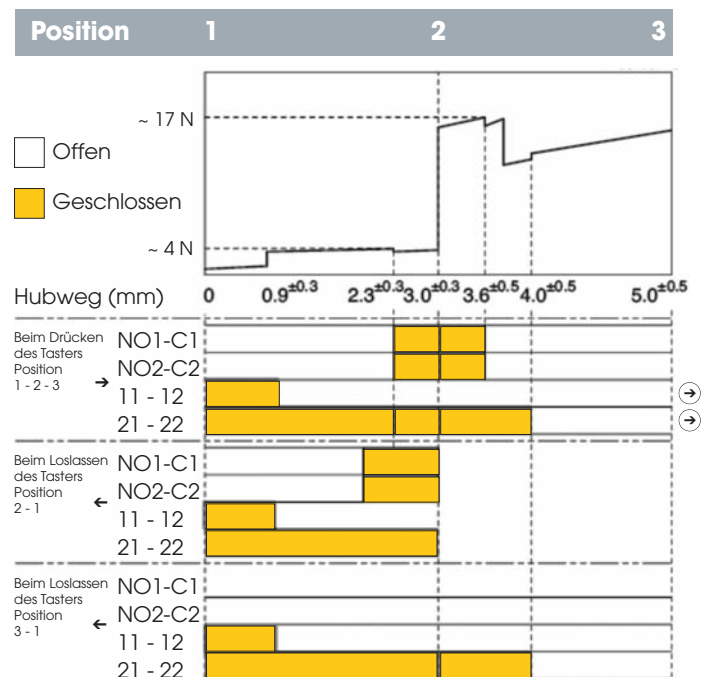 Position 1 2 3
~ 17 N
Offen
Geschlossen
~ 4 N
Hubweg (mm) 0 0.9±0.3 2.3±0.3 3.0±0.3 3.6±0.5 4.0±0.5 5.0±0.5
Beim Drücken
des Tasters
Position
1 - 2 - 3 →
NO1-C1
NO2-C2
11 - 12 →
21 - 22 →
Beim Loslassen
des Tasters
Position
2 - 1 ←
NO1-C1
NO2-C2
11 - 12
21 - 22
Beim Loslassen
des Tasters
Position
3 - 1 ←
NO1-C1
NO2-C2
11 - 12
21 - 22